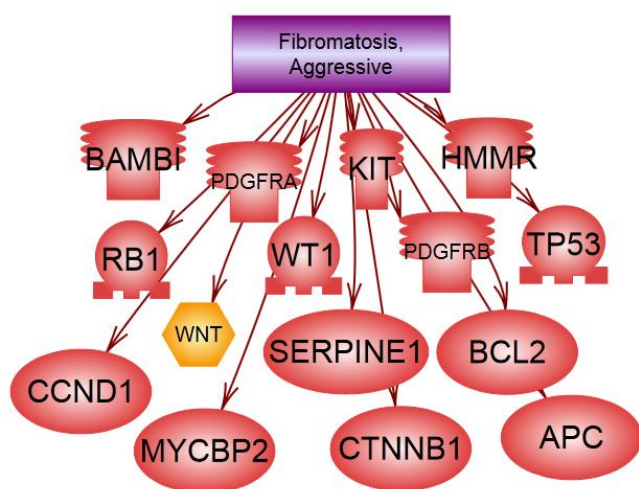 Fibromatosis,
Aggressive
BAMBI
PDGFRA
KIT
HMMR
RB1
WT1
PDGFRB
TP53
WNT
SERPINE1
BCL2
CCND1
MYCBP2
CTNNB1
APC